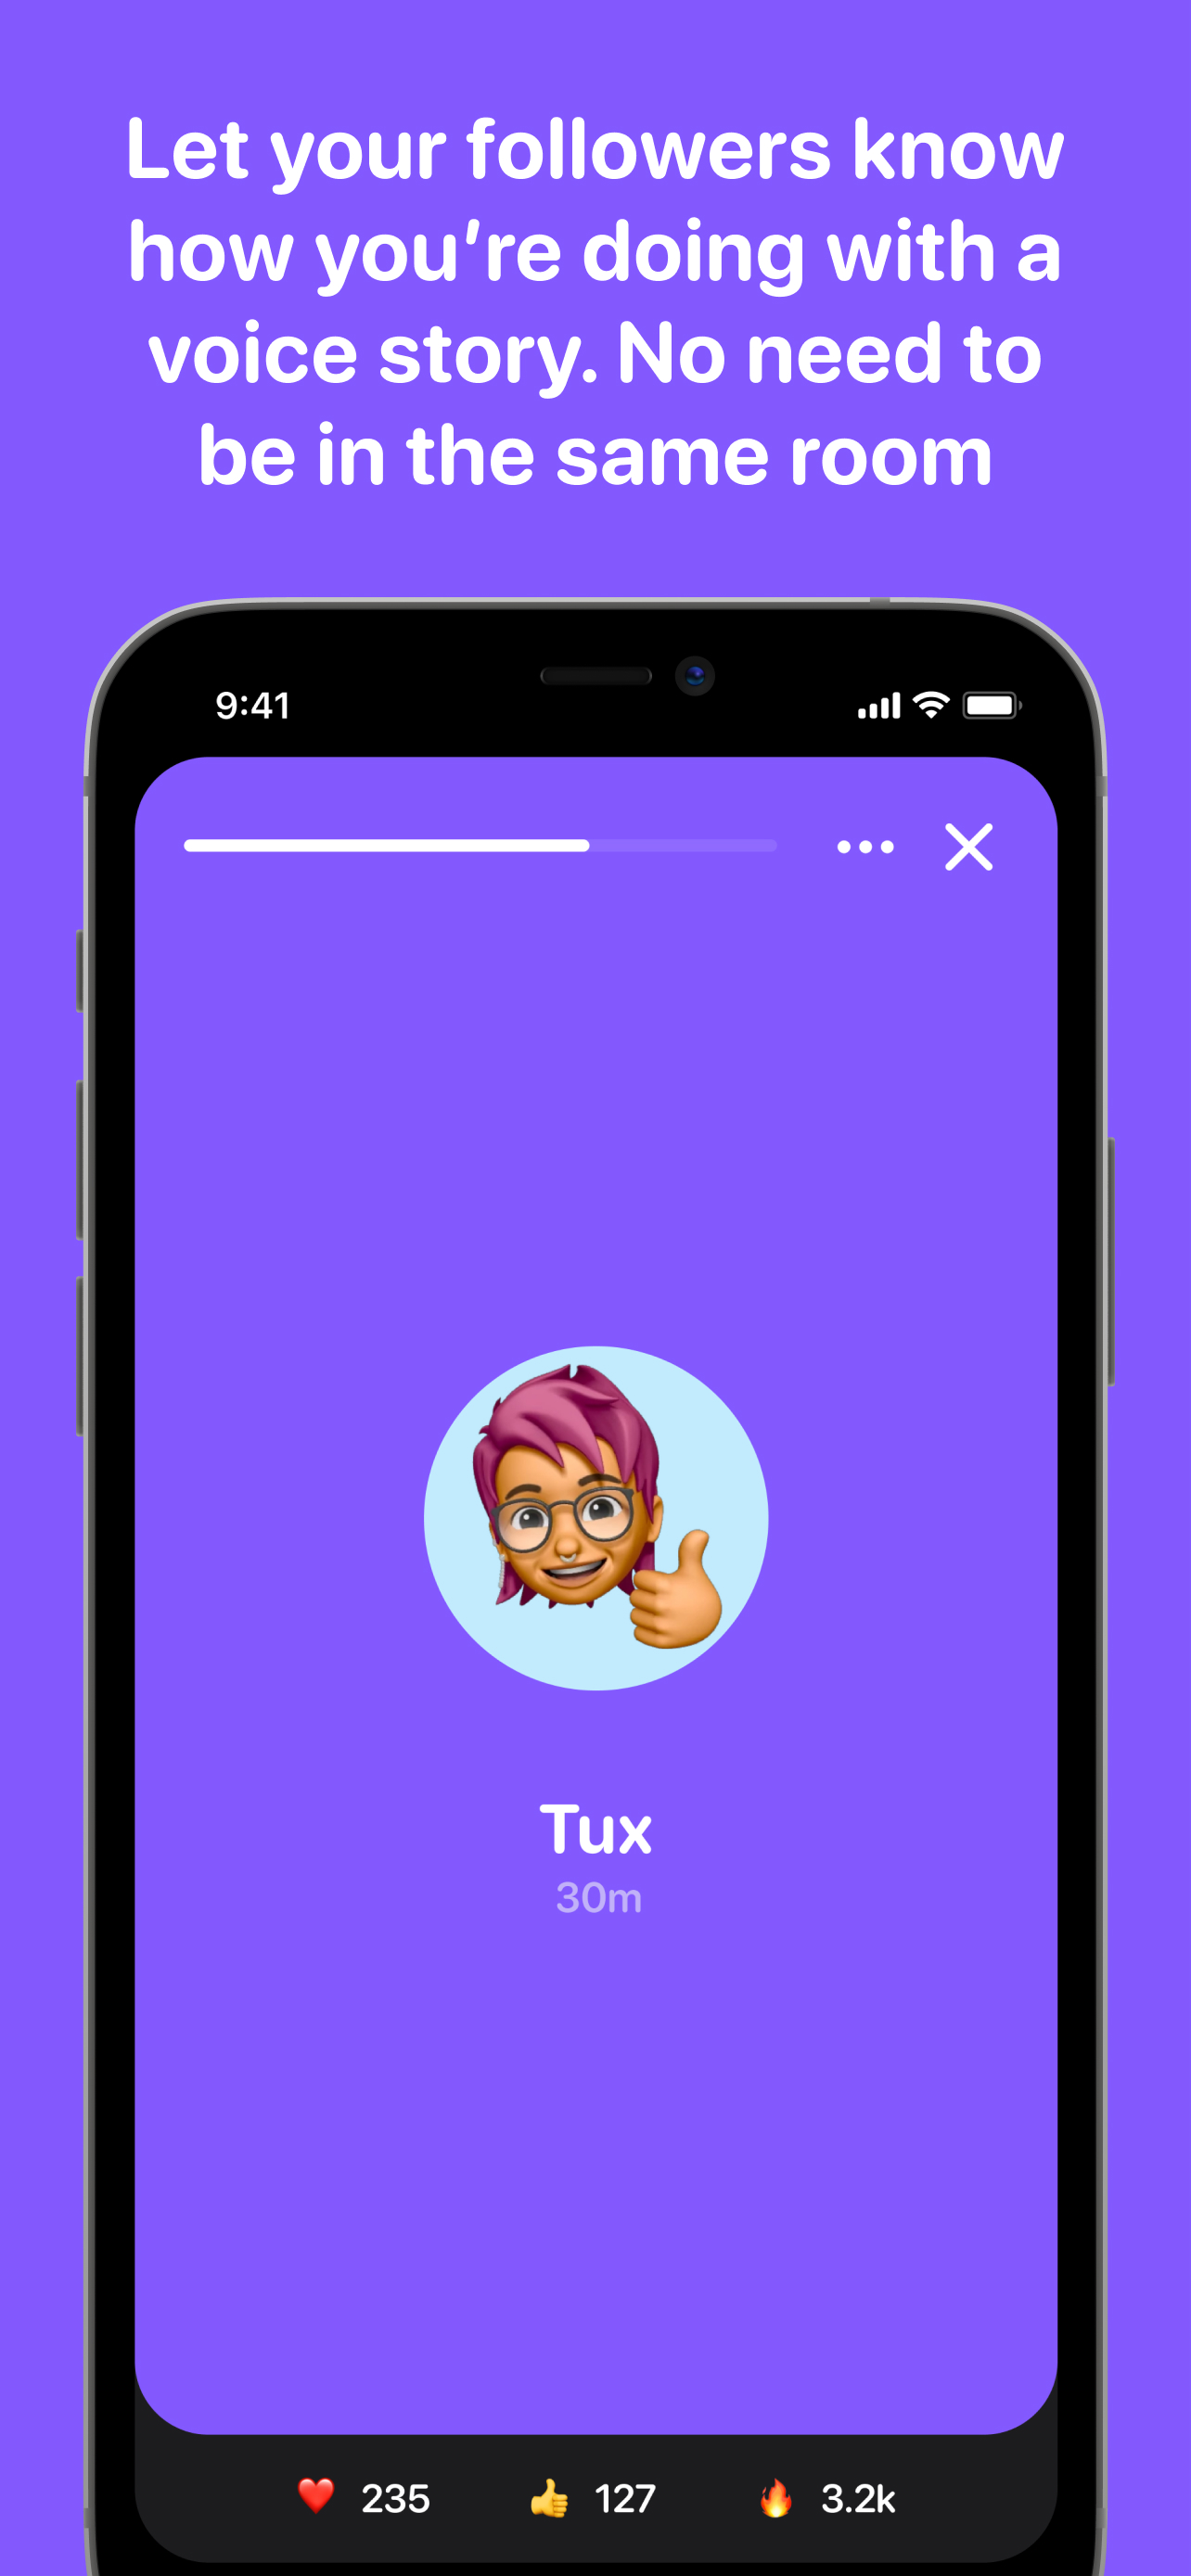 Let your followers know
how you’re doing with a
voice story. No need to
be in the same room
9:41
Tux
30m
❤️ 235 👍 127 🔥 3.2k